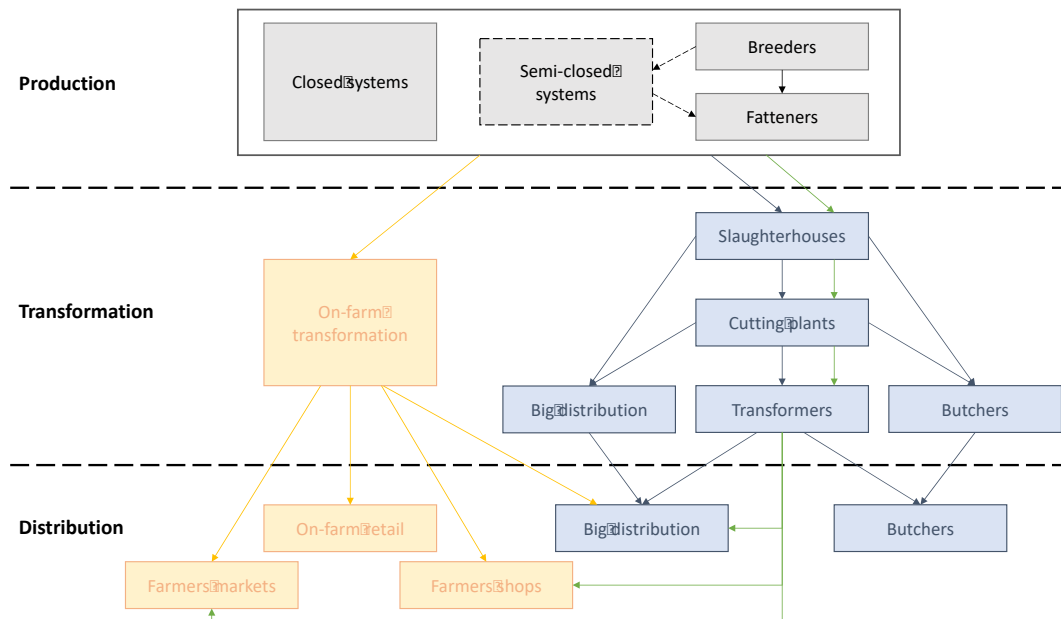 Production
Closed systems
Semi-closed
systems
Breeders
Fatteners
Transformation
On-farm
transformation
Slaughterhouses
Cutting plants
Big distribution
Transformers
Butchers
Distribution
On-farm retail
Big distribution
Butchers
Farmers markets
Farmers shops